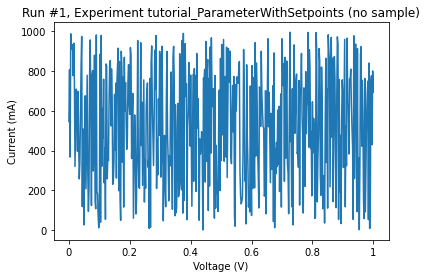 Run #1, Experiment tutorial_ParameterWithSetpoints (no sample)
1000
800
600
400
200
0
Current (mA)
0 0.2 0.4 0.6 0.8 1
Voltage (V)